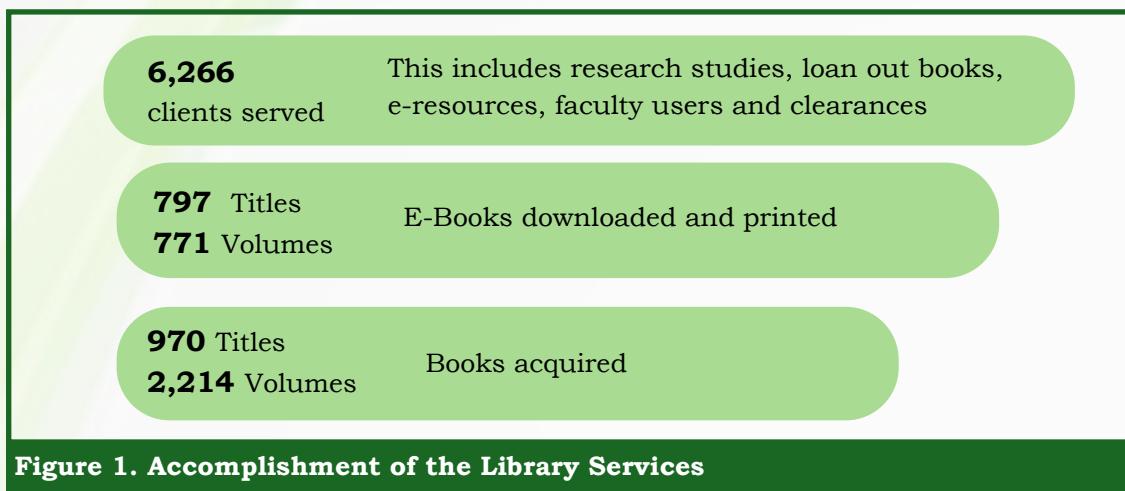 6,266
clients served
This includes research studies, loan out books,
e-resources, faculty users and clearances
797 Titles
771 Volumes
E-Books downloaded and printed
970 Titles
2,214 Volumes
Books acquired
Figure 1. Accomplishment of the Library Services